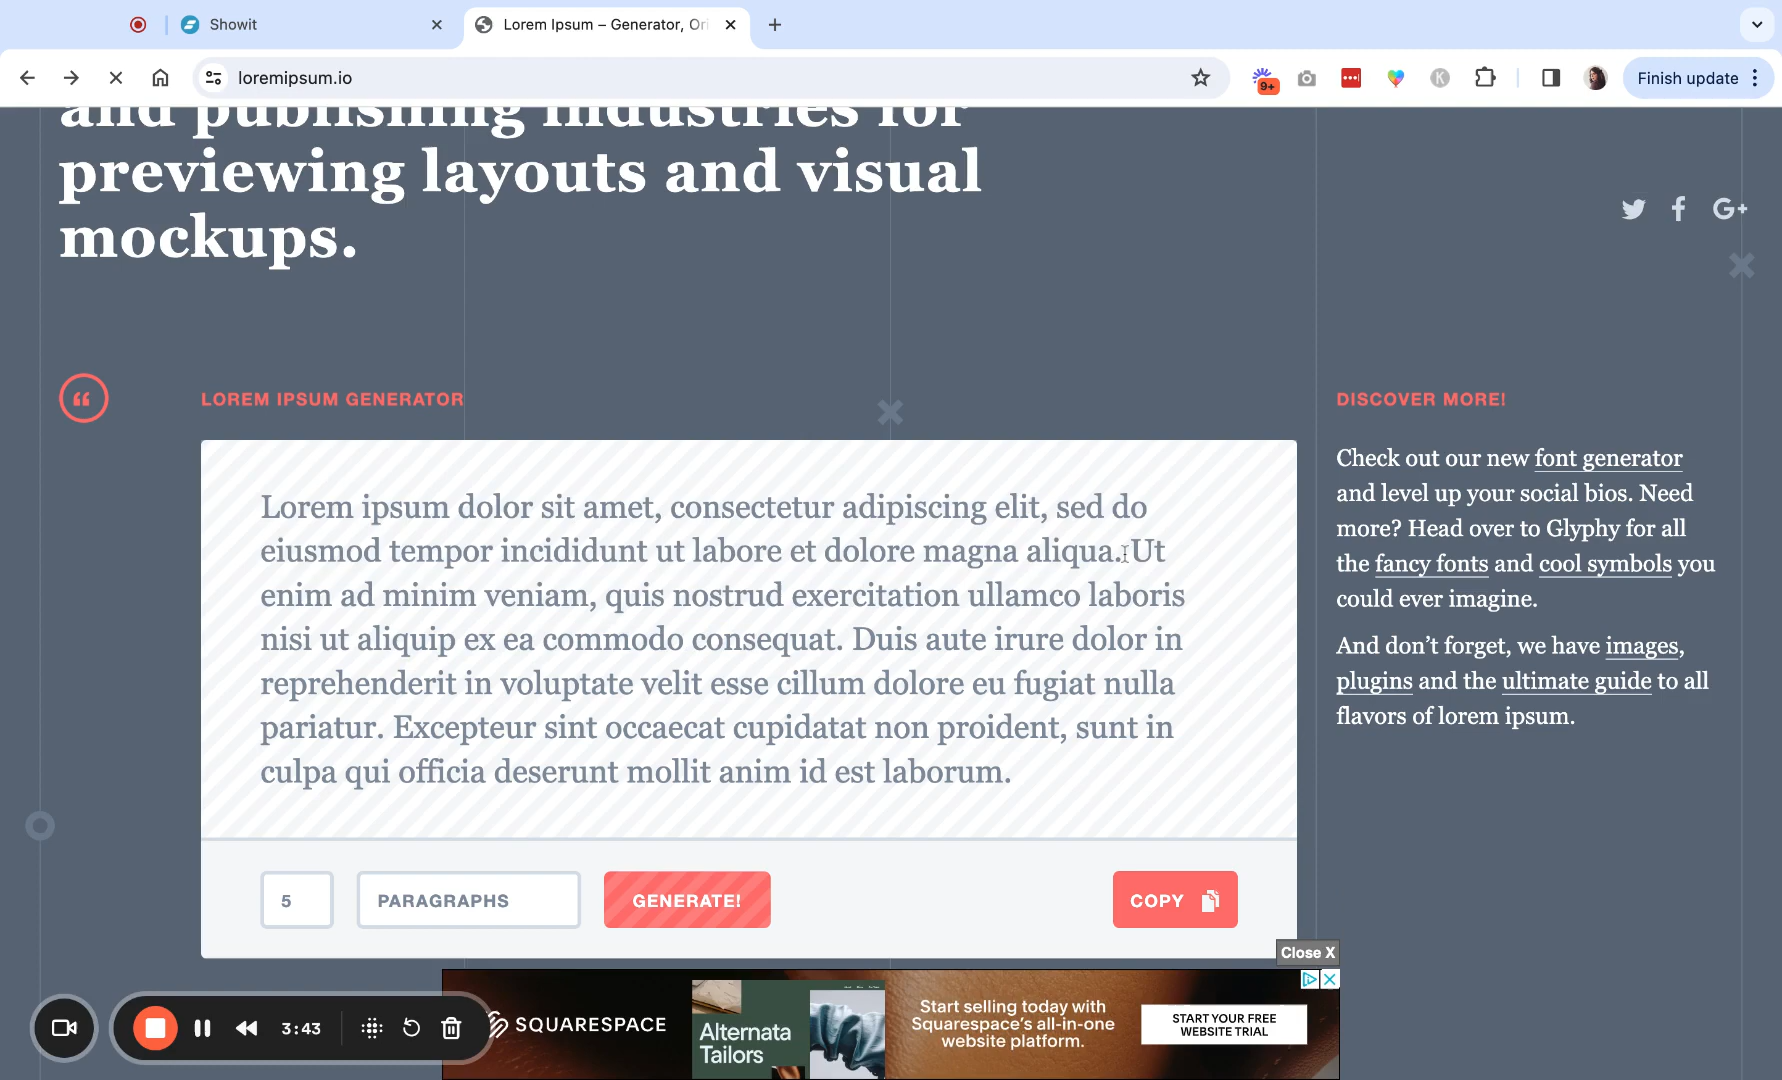 Showit
Lorem Ipsum – Generator, Ori
loremipsum.io
9+
K
Finish update
and publishing industries for
previewing layouts and visual
mockups.
G+
LOREM IPSUM GENERATOR
Lorem ipsum dolor sit amet, consectetur adipiscing elit, sed do
eiusmod tempor incididunt ut labore et dolore magna aliqua. Ut
enim ad minim veniam, quis nostrud exercitation ullamco laboris
nisi ut aliquip ex ea commodo consequat. Duis aute irure dolor in
reprehenderit in voluptate velit esse cillum dolore eu fugiat nulla
pariatur. Excepteur sint occaecat cupidatat non proident, sunt in
culpa qui officia deserunt mollit anim id est laborum.
5 PARAGRAPHS GENERATE! COPY
DISCOVER MORE!
Check out our new font generator
and level up your social bios. Need
more? Head over to Glyphy for all
the fancy fonts and cool symbols you
could ever imagine.
And don’t forget, we have images,
plugins and the ultimate guide to all
flavors of lorem ipsum.
Close X
3:43
SQUARESPACE
Alternata
Tailors
Start selling today with
Squarespace’s all-in-one
website platform.
START YOUR FREE
WEBSITE TRIAL